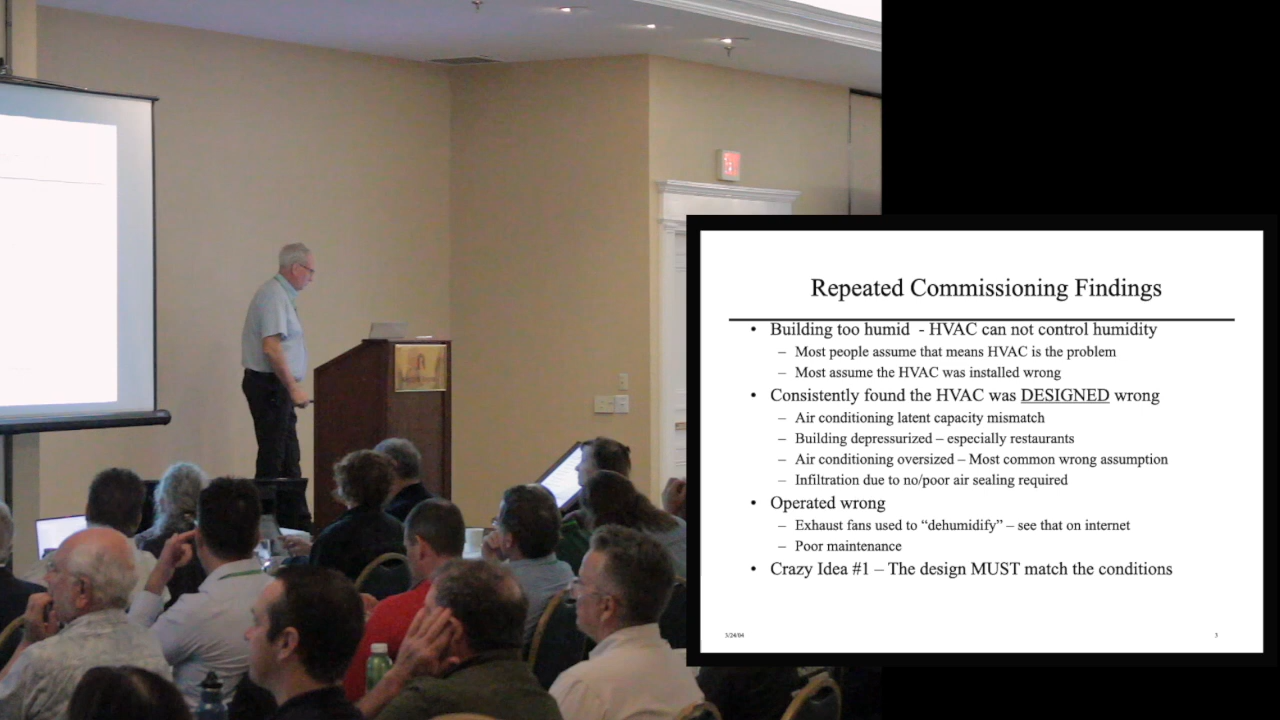 Repeated Commissioning Findings
• Building too humid - HVAC can not control humidity
– Most people assume that means HVAC is the problem
– Most assume the HVAC was installed wrong
• Consistently found the HVAC was DESIGNED wrong
– Air conditioning latent capacity mismatch
– Building depressurized – especially restaurants
– Air conditioning oversized – Most common wrong assumption
– Infiltration due to no/poor air sealing required
• Operated wrong
– Exhaust fans used to “dehumidify” – see that on internet
– Poor maintenance
• Crazy Idea #1 – The design MUST match the conditions
3/24/04
3